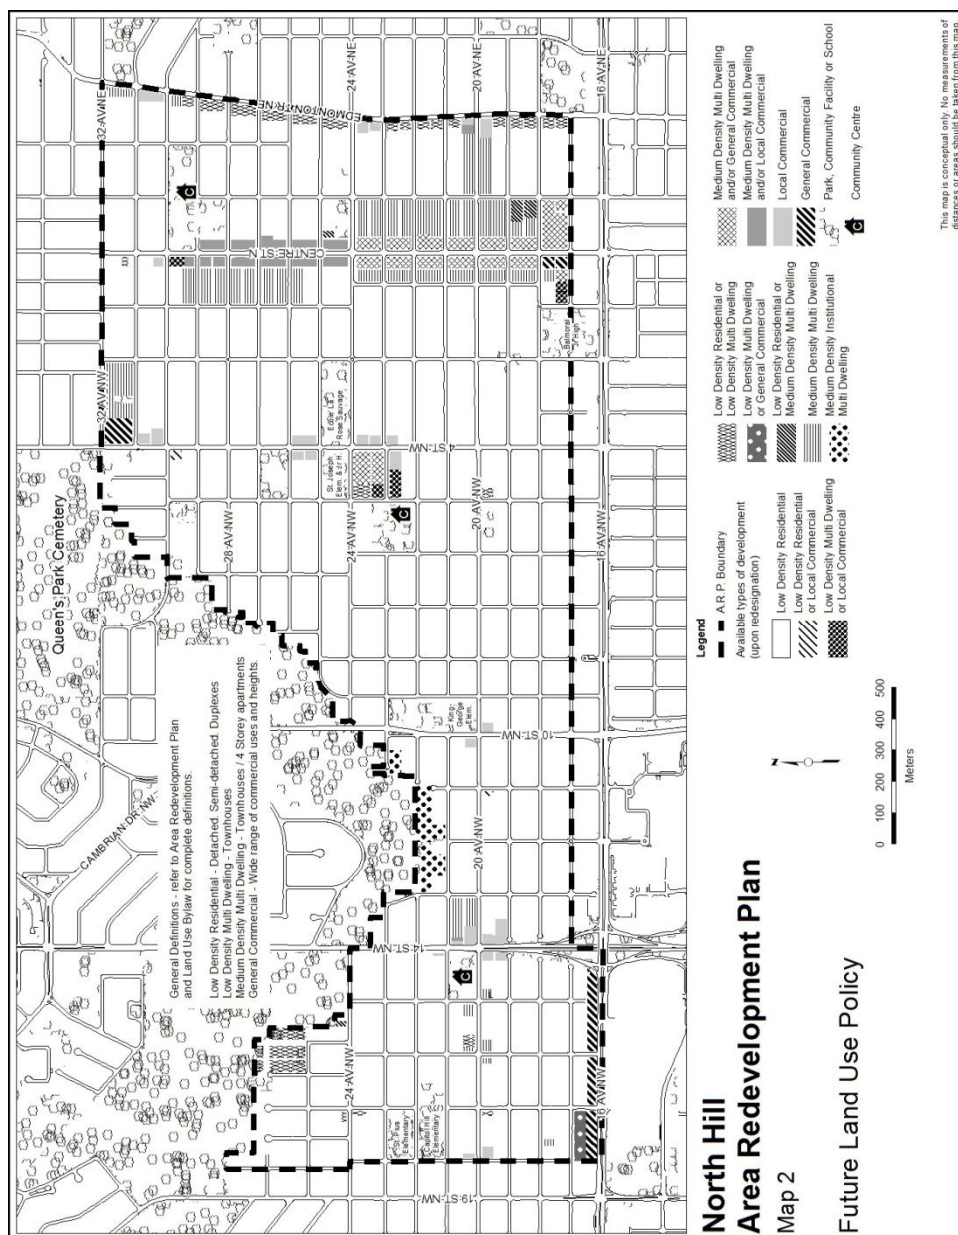 North Hill
Area Redevelopment Plan
Map 2
Future Land Use Policy
General Definitions - refer to Area Redevelopment Plan
and Land Use Bylaw for complete definitions.
Low Density Residential - Detached. Semi-detached. Duplexes
Low Density Multi Dwelling - Townhouses
Medium Density Multi Dwelling - Townhouses / 4 Storey apartments
General Commercial - Wide range of commercial uses and heights.
Queen's Park Cemetery
CAMBRIAN DR NW
32 AV NW
32 AV NE
28 AV NW
24 AV NW
24 AV NW
24 AV NE
20 AV NW
20 AV NW
20 AV NE
16 AV NW
16 AV NW
16 AV NE
19 ST NW
14 ST NW
10 ST NW
4 ST NW
CENTRE ST N
EDMONTON TR NE
St. Pius
Elementary
Capitol Hill
Elementary
King
George
Elem.
St. Joseph
Elem. & Jr H.
Rose Sauvage
Balmoral
Jr High
C
C
C
Legend
A.R.P. Boundary
Available types of development
(upon redesignation)
Low Density Residential
Low Density Residential
or Local Commercial
Low Density Multi Dwelling
or Local Commercial
Low Density Residential or
Low Density Multi Dwelling
Low Density Multi Dwelling
or General Commercial
Low Density Residential or
Medium Density Multi Dwelling
Medium Density Multi Dwelling
Medium Density Institutional
Multi Dwelling
Medium Density Multi Dwelling
and/or General Commercial
Medium Density Multi Dwelling
and/or Local Commercial
Local Commercial
General Commercial
Park, Community Facility or School
C
Community Centre
N
0 100 200 300 400 500
Meters
This map is conceptual only. No measurements of
distances or areas should be taken from this map